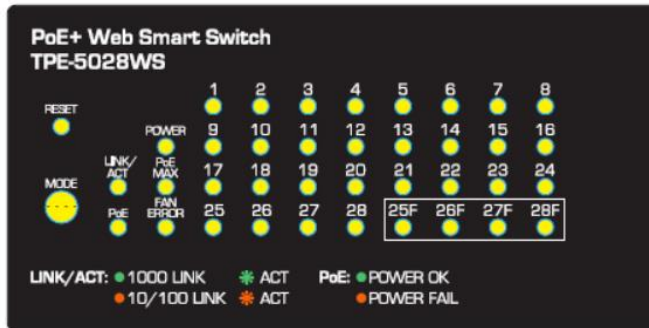 PoE+ Web Smart Switch
TPE-5028WS
1 2 3 4 5 6 7 8
RESET
POWER 9 10 11 12 13 14 15 16
LINK/ACT PoE MAX 17 18 19 20 21 22 23 24
MODE
PoE FAN ERROR 25 26 27 28 25F 26F 27F 28F
LINK/ACT: 1000 LINK ACT PoE: POWER OK
10/100 LINK ACT POWER FAIL